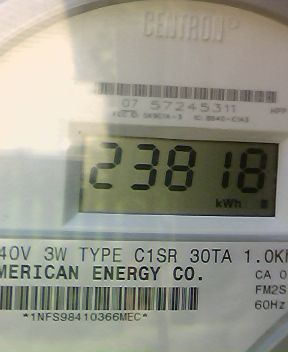 CENTRON®
07 57245311
23818
kWh
40V 3W TYPE C1SR 30TA 1.0K
MERICAN ENERGY CO.
CA 0
FM2S
60Hz
*1NFS98410366MEC*